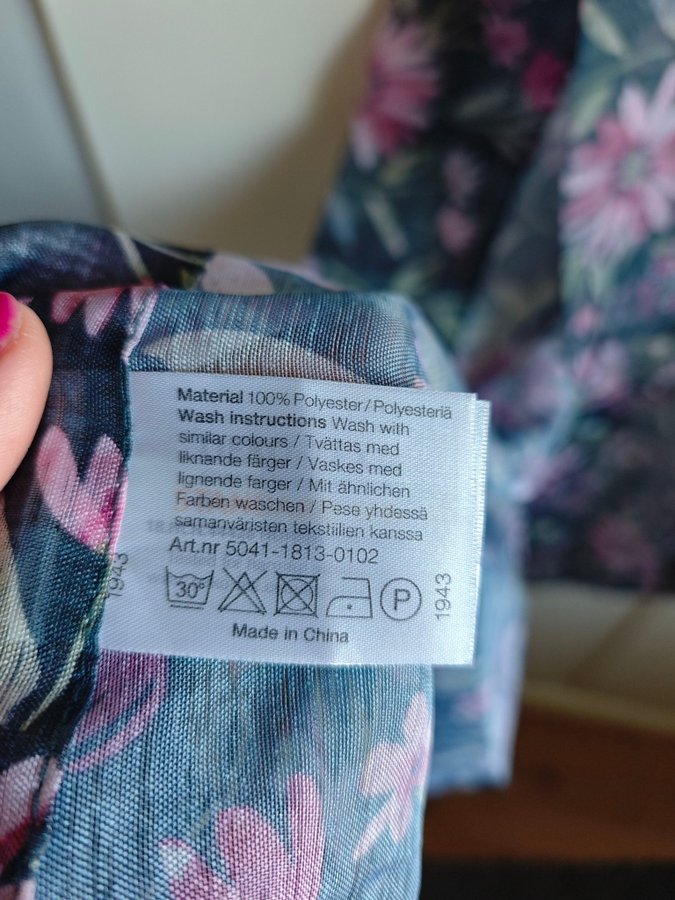 Material 100% Polyester/Polyesteriä
Wash instructions Wash with
similar colours / Tvättas med
liknande färger / Vaskes med
lignende farger / Mit ähnlichen
Farben waschen / Pese yhdessä
samanväristen tekstiilien kanssa
Art.nr 5041-1813-0102
30°
P
Made in China
1943
1943